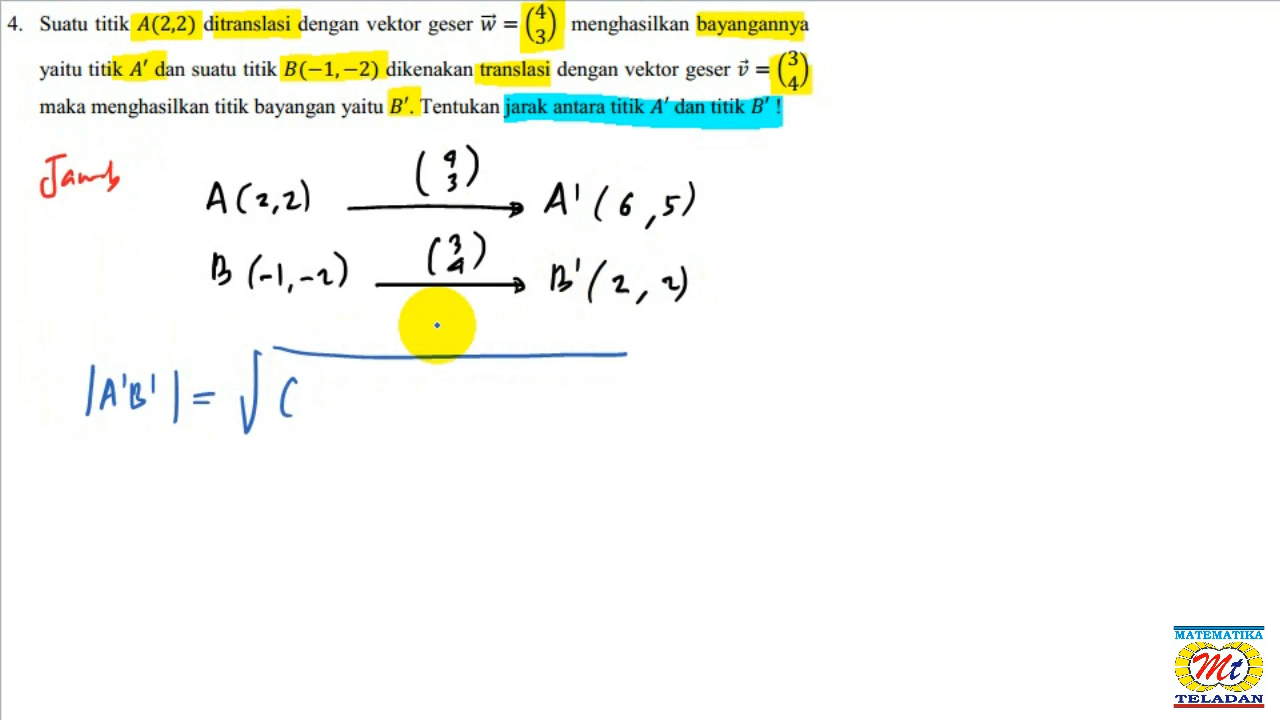 4. Suatu titik A(2,2) ditranslasi dengan vektor geser w⃗ = (4 3) menghasilkan bayangannya
yaitu titik A′ dan suatu titik B(−1,−2) dikenakan translasi dengan vektor geser v⃗ = (3 4)
maka menghasilkan titik bayangan yaitu B′. Tentukan jarak antara titik A′ dan titik B′ !
Jawab
A(2,2) (4 3) → A'(6,5)
B(-1,-2) (3 4) → B'(2,2)
|A'B'| = √(
MATEMATIKA
Mt
TELADAN